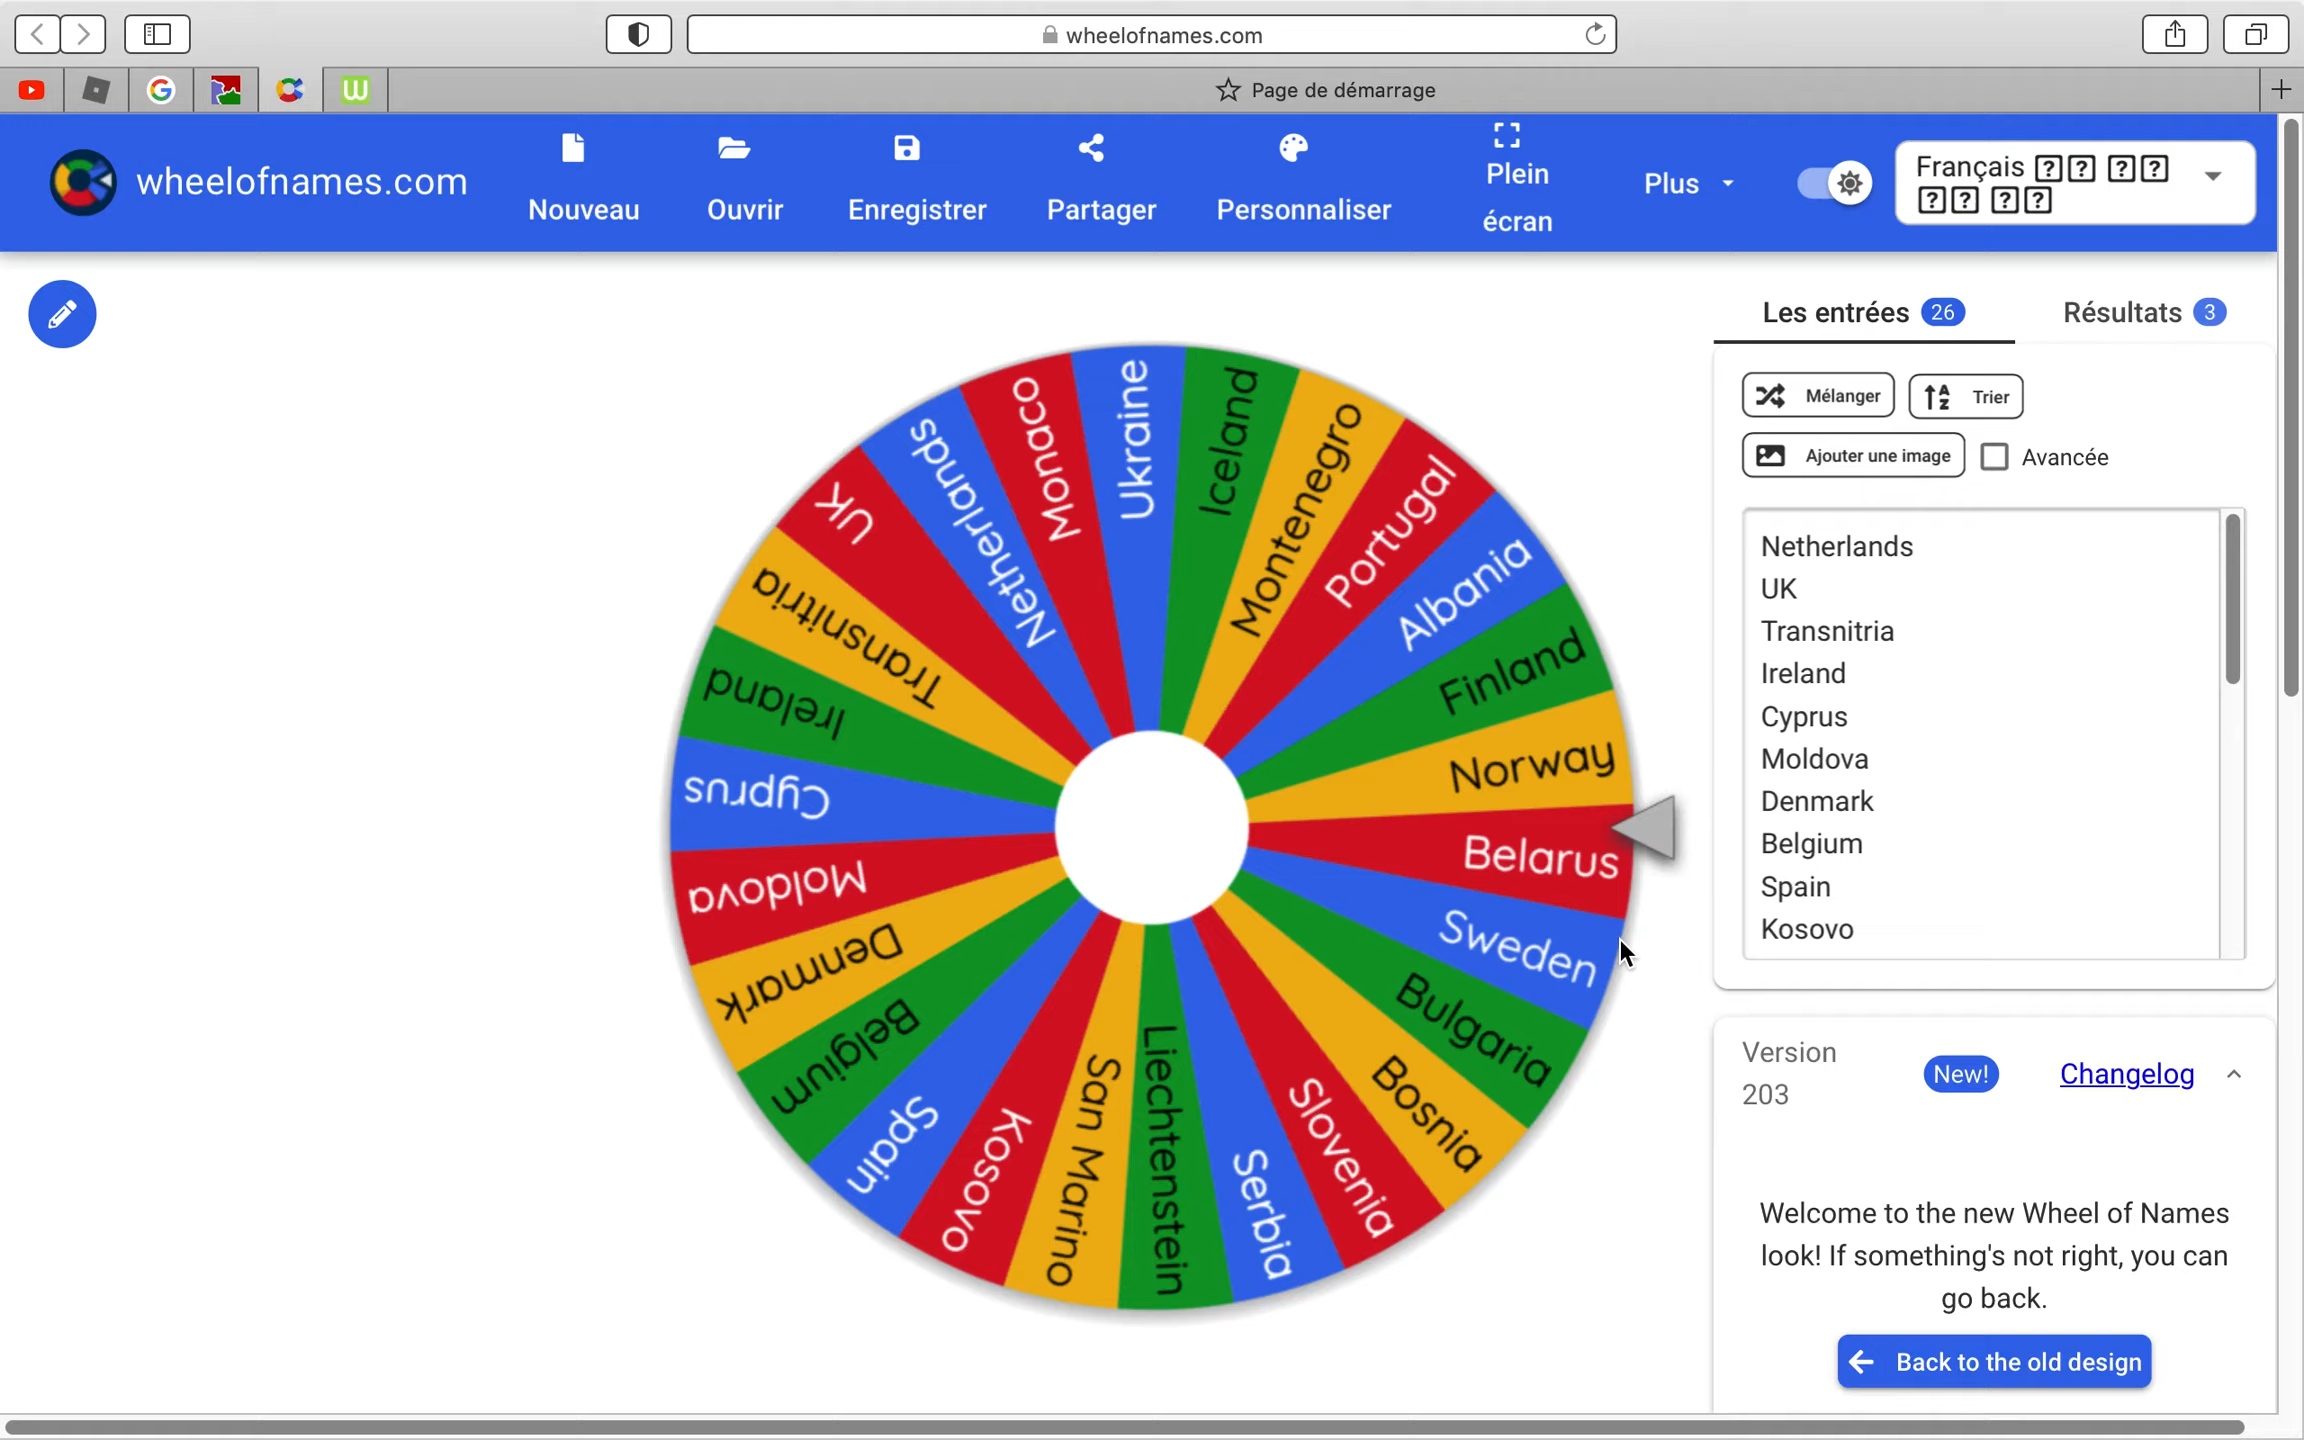 wheelofnames.com
W
Page de démarrage
wheelofnames.com
Nouveau
Ouvrir
Enregistrer
Partager
Personnaliser
Plein
écran
Plus
Français
Les entrées 26
Résultats 3
Mélanger
Trier
Ajouter une image
Avancée
Netherlands
UK
Transnitria
Ireland
Cyprus
Moldova
Denmark
Belgium
Spain
Kosovo
Ukraine
Iceland
Montenegro
Portugal
Albania
Finland
Norway
Belarus
Sweden
Bulgaria
Bosnia
Slovenia
Serbia
Liechtenstein
San Marino
Kosovo
Spain
Belgium
Denmark
Moldova
Cyprus
Ireland
Transnitria
UK
Netherlands
Monaco
Version
203
New!
Changelog
Welcome to the new Wheel of Names
look! If something's not right, you can
go back.
Back to the old design